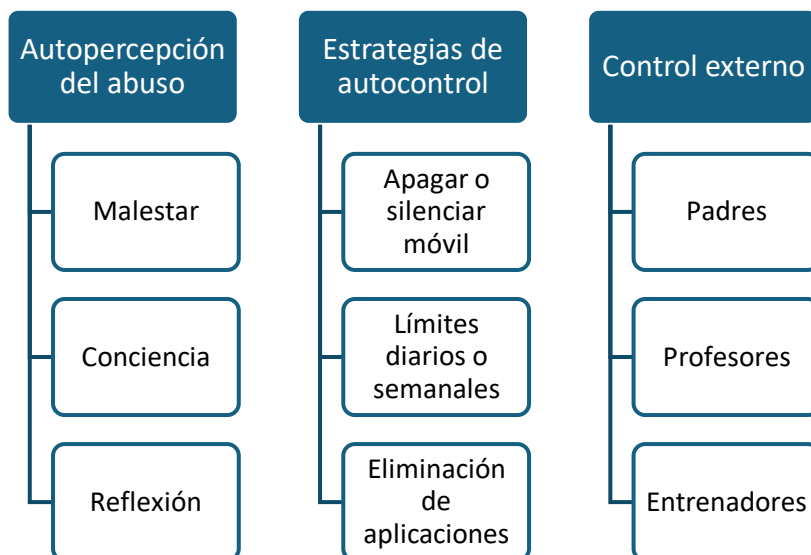 Autopercepción
del abuso
Malestar
Conciencia
Reflexión
Estrategias de
autocontrol
Apagar o
silenciar
móvil
Límites
diarios o
semanales
Eliminación
de
aplicaciones
Control externo
Padres
Profesores
Entrenadores